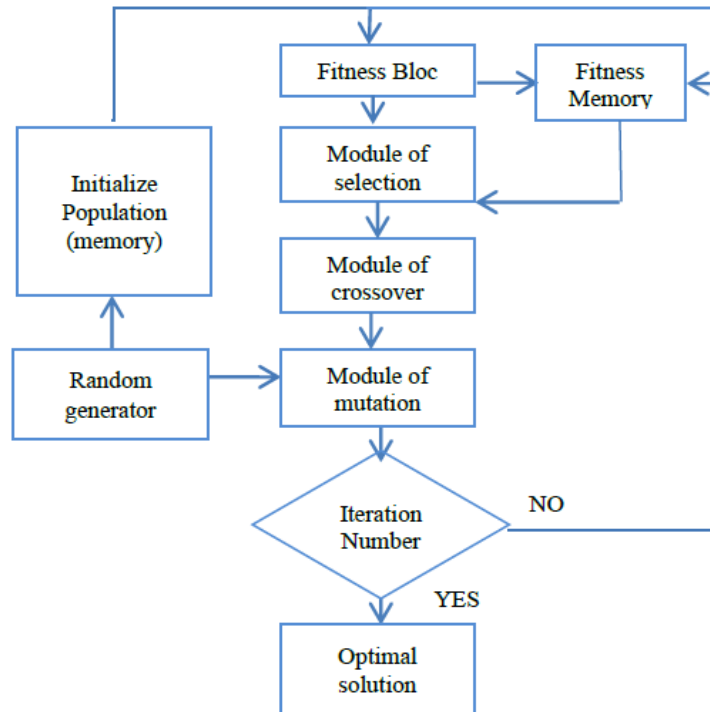 Fitness Bloc
Fitness
Memory
Initialize
Population
(memory)
Module of
selection
Module of
crossover
Random
generator
Module of
mutation
Iteration
Number
NO
YES
Optimal
solution